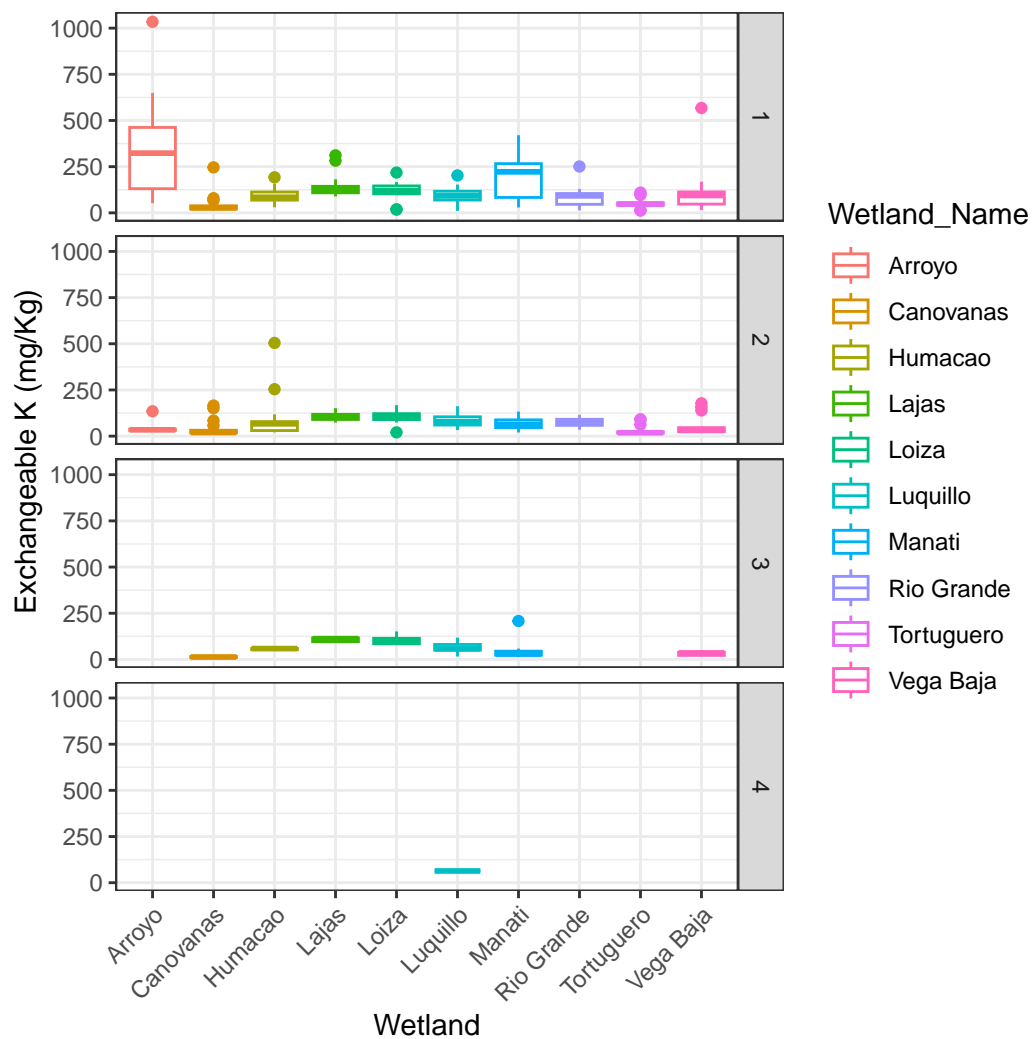 Exchangeable K (mg/Kg)
1000
750
500
250
0
1
1000
750
500
250
0
2
1000
750
500
250
0
3
1000
750
500
250
0
4
Arroyo
Canovanas
Humacao
Lajas
Loiza
Luquillo
Manati
Rio Grande
Tortuguero
Vega Baja
Wetland
Wetland_Name
Arroyo
Canovanas
Humacao
Lajas
Loiza
Luquillo
Manati
Rio Grande
Tortuguero
Vega Baja